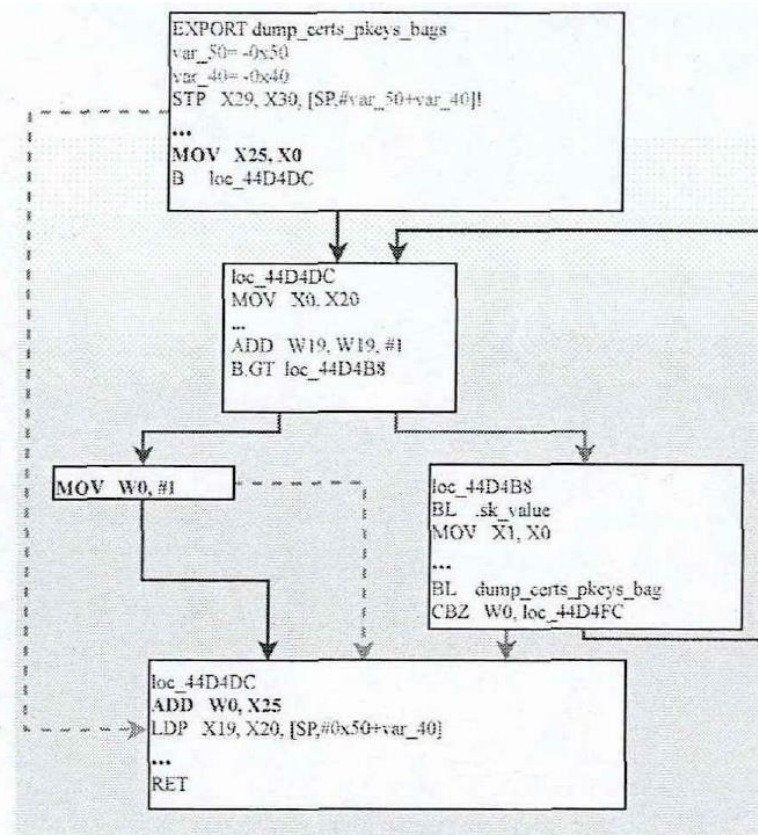 EXPORT dump_certs_pkeys_bags
var_50= -0x50
var_40= -0x40
STP X29, X30, [SP,#var_50+var_40]!
...
MOV X25, X0
B loc_44D4DC
loc_44D4DC
MOV X0, X20
...
ADD W19, W19, #1
B.GT loc_44D4B8
MOV W0, #1
loc_44D4B8
BL .sk_value
MOV X1, X0
...
BL dump_certs_pkeys_bag
CBZ W0, loc_44D4FC
loc_44D4DC
ADD W0, X25
LDP X19, X20, [SP,#0x50+var_40]
...
RET